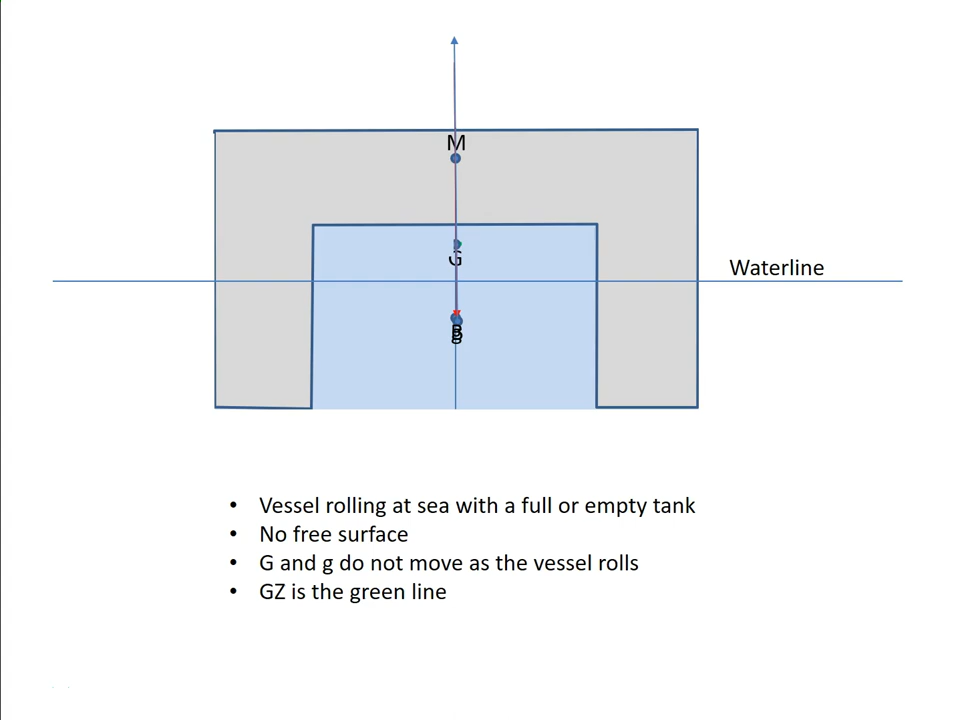 M
G
Waterline
• Vessel rolling at sea with a full or empty tank
• No free surface
• G and g do not move as the vessel rolls
• GZ is the green line